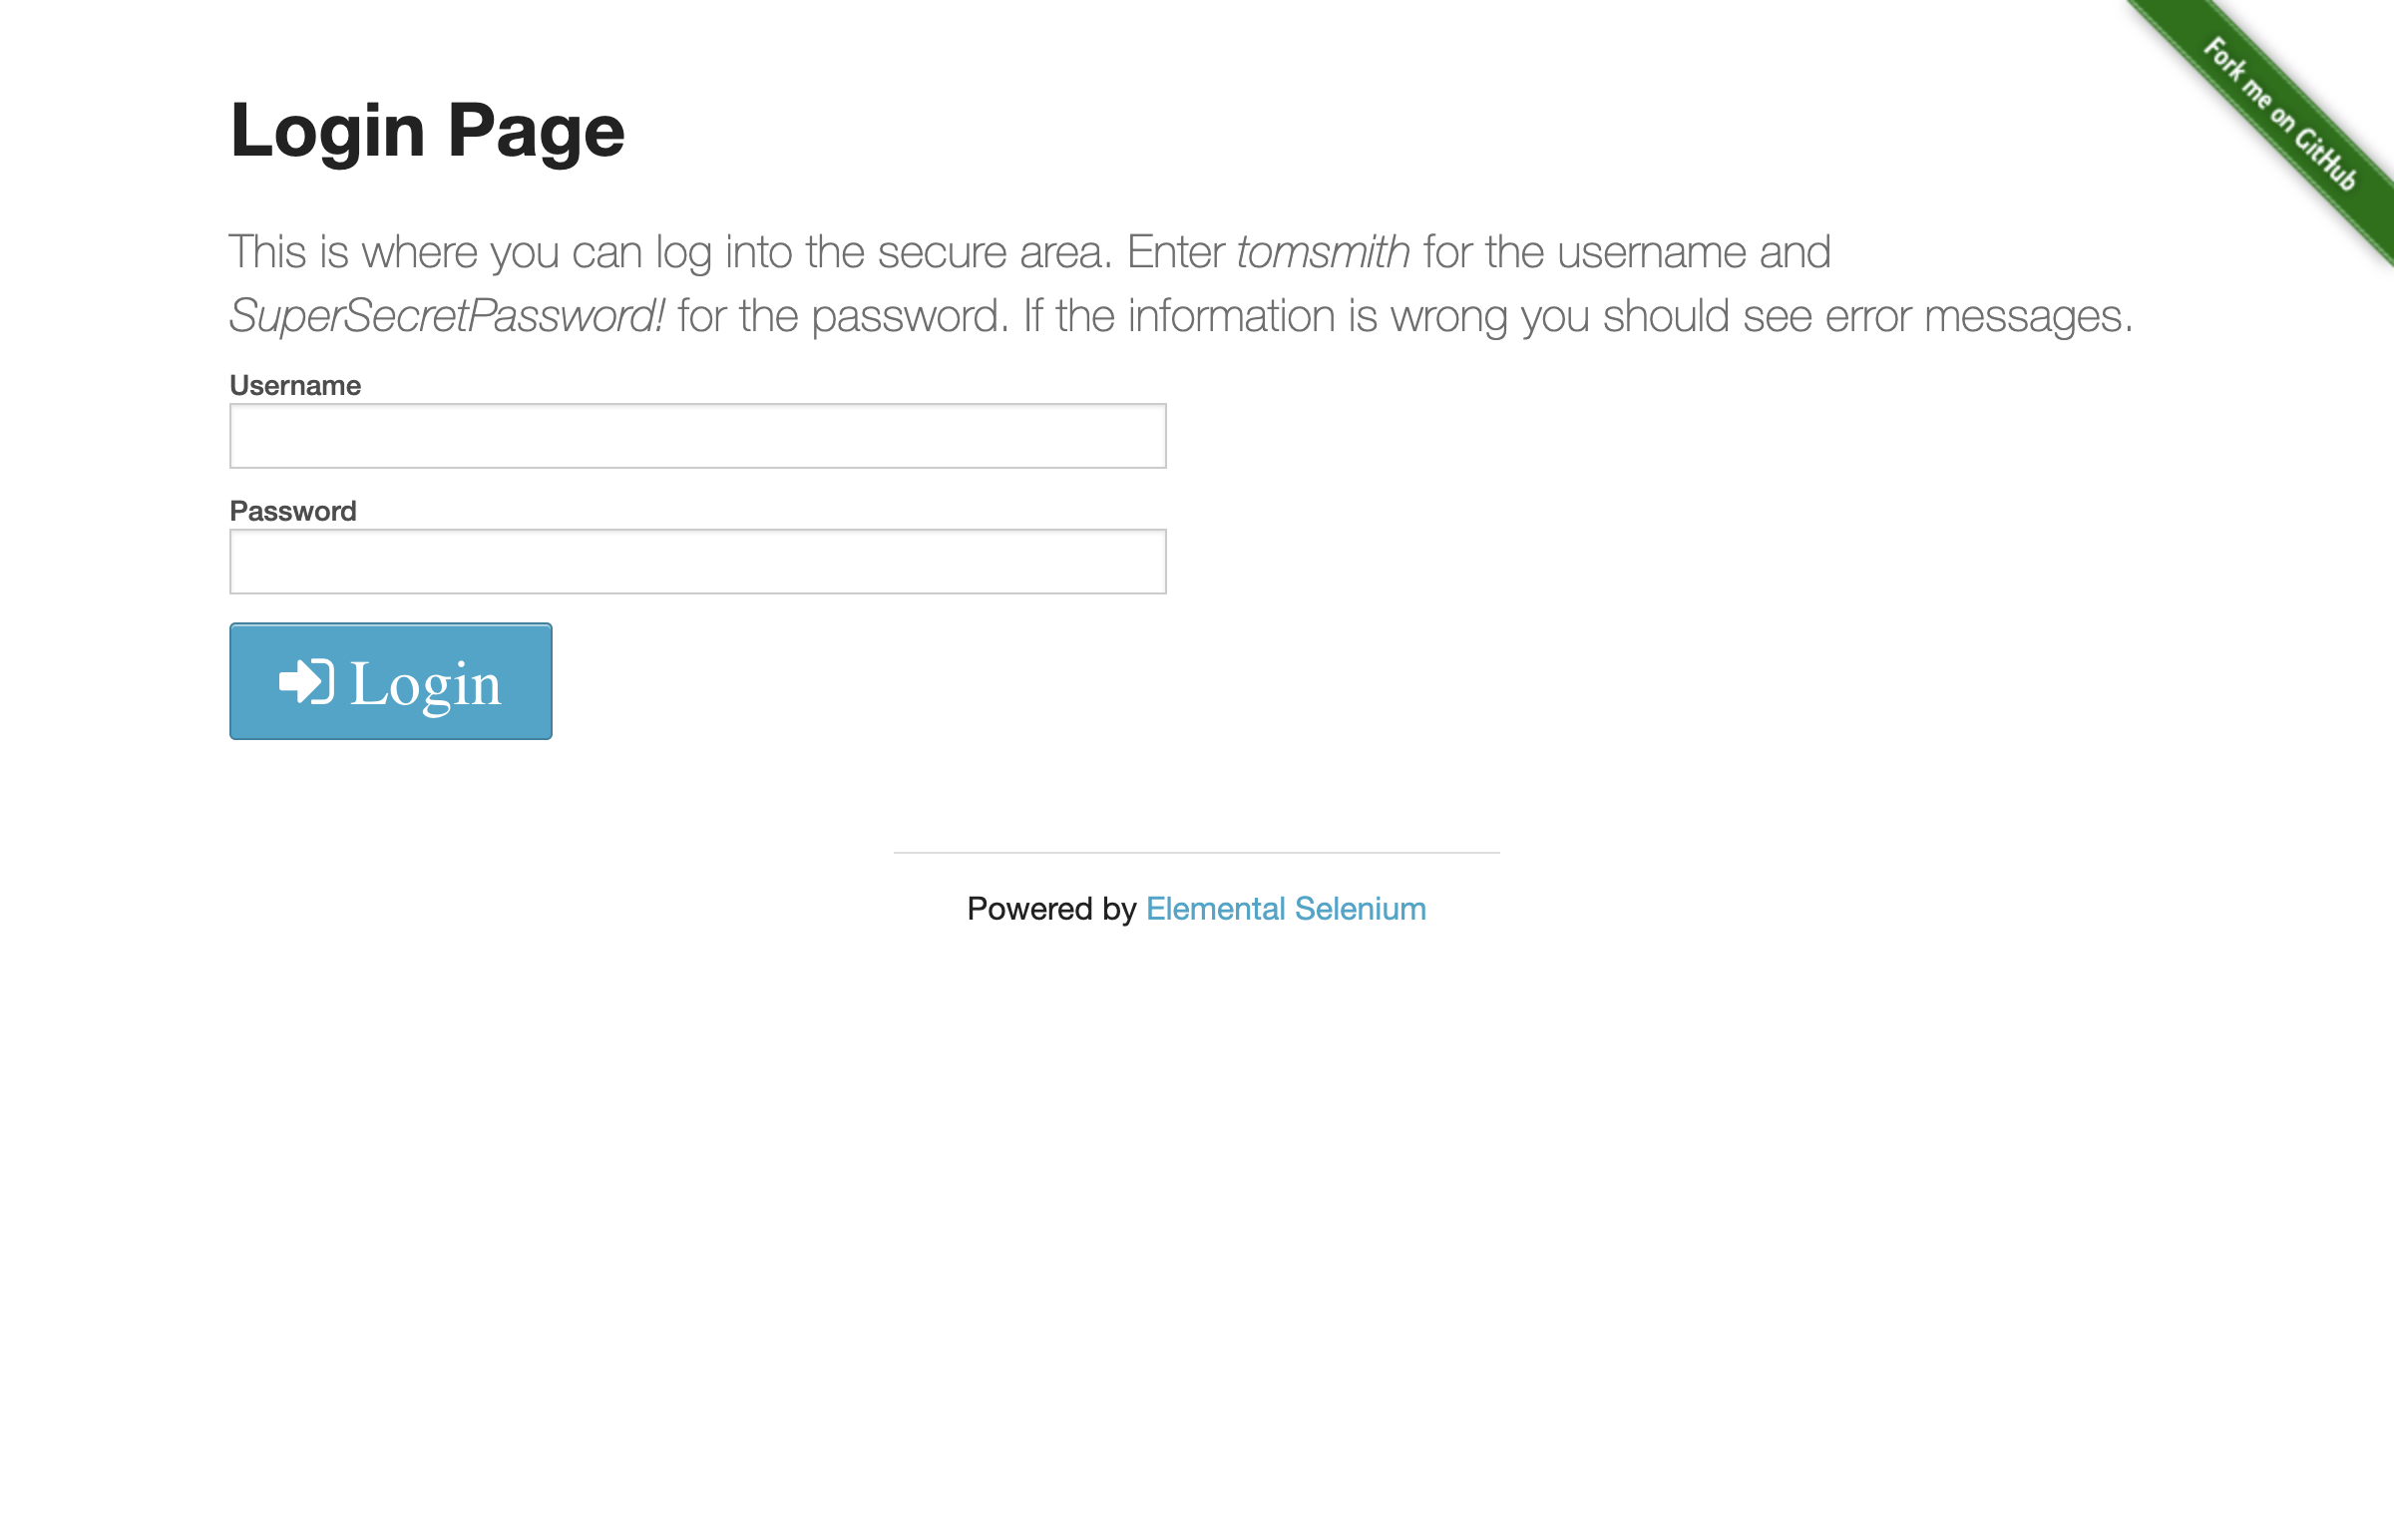 Fork me on GitHub
Login Page
This is where you can log into the secure area. Enter tomsmith for the username and
SuperSecretPassword! for the password. If the information is wrong you should see error messages.
Username
Password
Login
Powered by Elemental Selenium